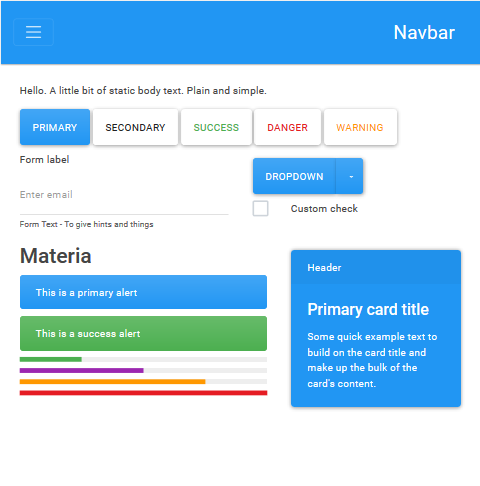 Navbar
Hello. A little bit of static body text. Plain and simple.
PRIMARY SECONDARY SUCCESS DANGER WARNING
Form label
DROPDOWN
Enter email
Custom check
Form Text - To give hints and things
Materia
This is a primary alert
This is a success alert
Header
Primary card title
Some quick example text to
build on the card title and
make up the bulk of the
card's content.